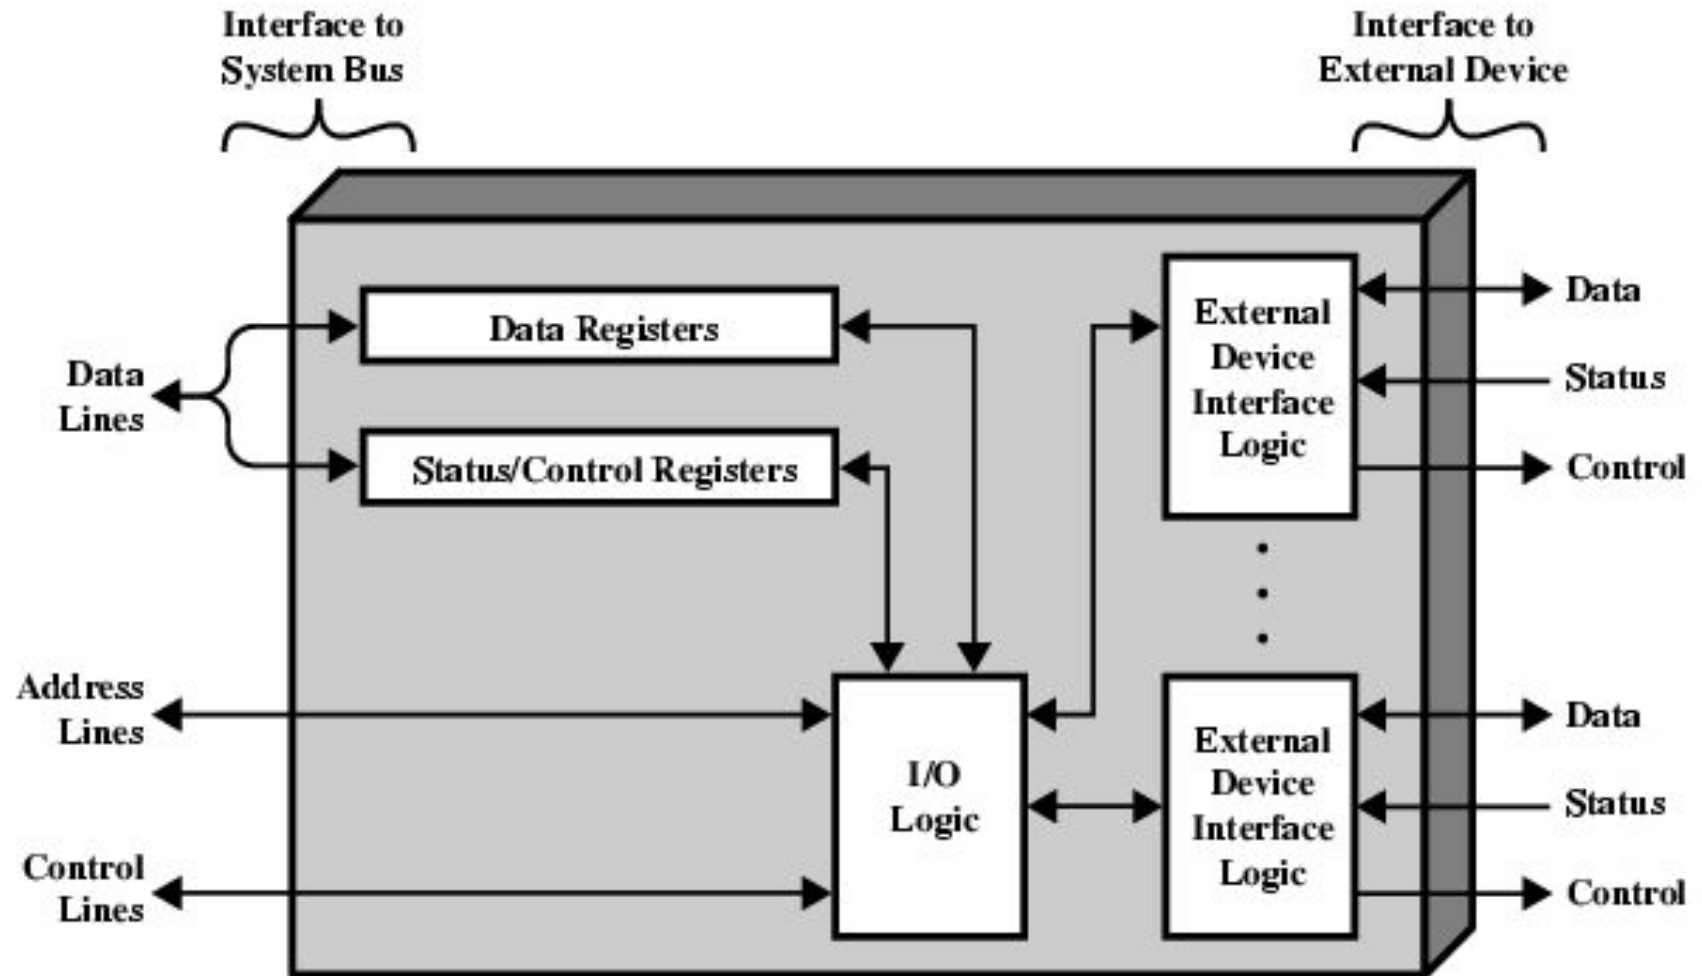 Interface to
System Bus
Interface to
External Device
Data
Lines
Data Registers
Status/Control Registers
External
Device
Interface
Logic
Data
Status
Control
Address
Lines
Control
Lines
I/O
Logic
External
Device
Interface
Logic
Data
Status
Control